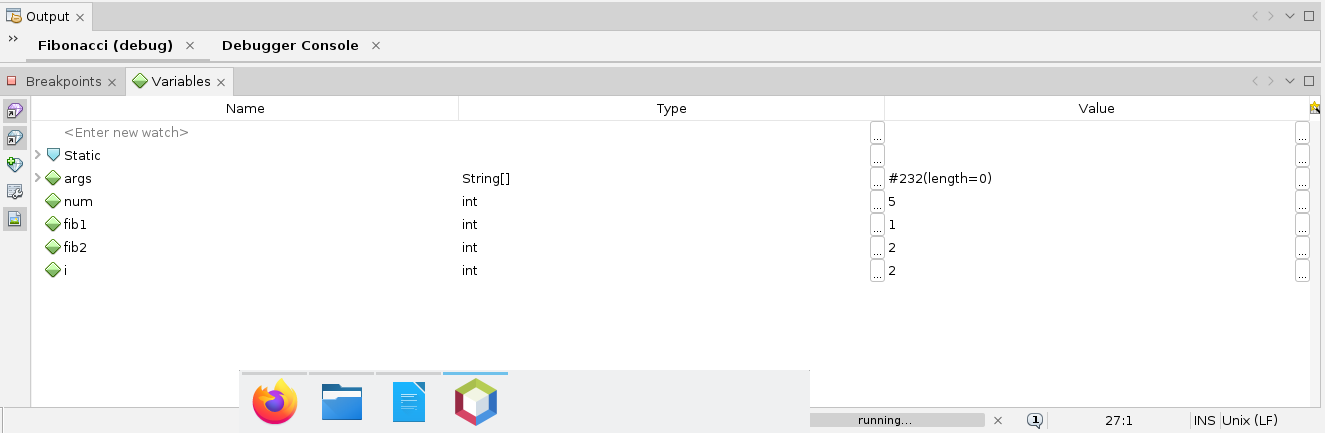 Output
Fibonacci (debug) Debugger Console
Breakpoints Variables
Name Type Value
<Enter new watch> ... ...
Static ... ...
args String[] ... #232(length=0) ...
num int ... 5 ...
fib1 int ... 1 ...
fib2 int ... 2 ...
i int ... 2 ...
running... 1 27:1 INS Unix (LF)